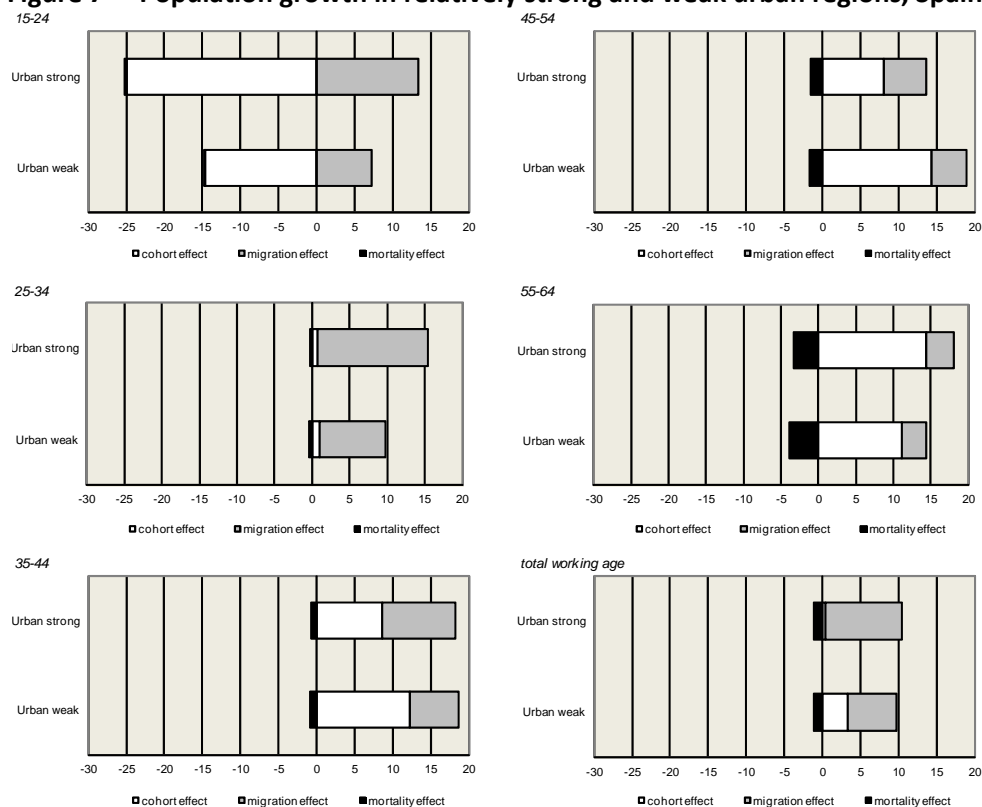 Figure 7 Population growth in relatively strong and weak urban regions, Spain
15-24
Urban strong
Urban weak
-30 -25 -20 -15 -10 -5 0 5 10 15 20
cohort effect migration effect mortality effect
45-54
Urban strong
Urban weak
-30 -25 -20 -15 -10 -5 0 5 10 15 20
cohort effect migration effect mortality effect
25-34
Urban strong
Urban weak
-30 -25 -20 -15 -10 -5 0 5 10 15 20
cohort effect migration effect mortality effect
55-64
Urban strong
Urban weak
-30 -25 -20 -15 -10 -5 0 5 10 15 20
cohort effect migration effect mortality effect
35-44
Urban strong
Urban weak
-30 -25 -20 -15 -10 -5 0 5 10 15 20
cohort effect migration effect mortality effect
total working age
Urban strong
Urban weak
-30 -25 -20 -15 -10 -5 0 5 10 15 20
cohort effect migration effect mortality effect